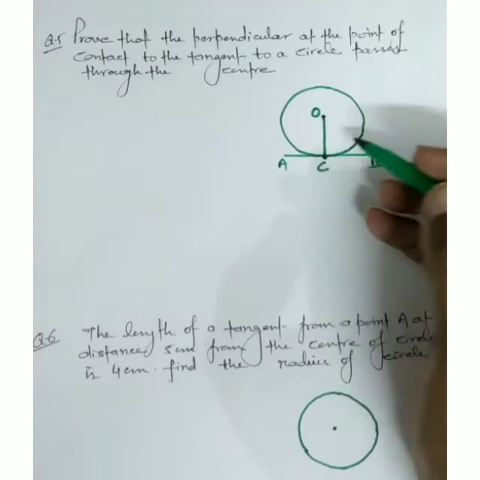 Q.5 Prove that the perpendicular at the point of
contact to the tangent to a circle passes
through the centre
O
A C
Q.6 The length of a tangent from a point A at
distance 5cm from the centre of circle
is 4cm. find the radius of circle